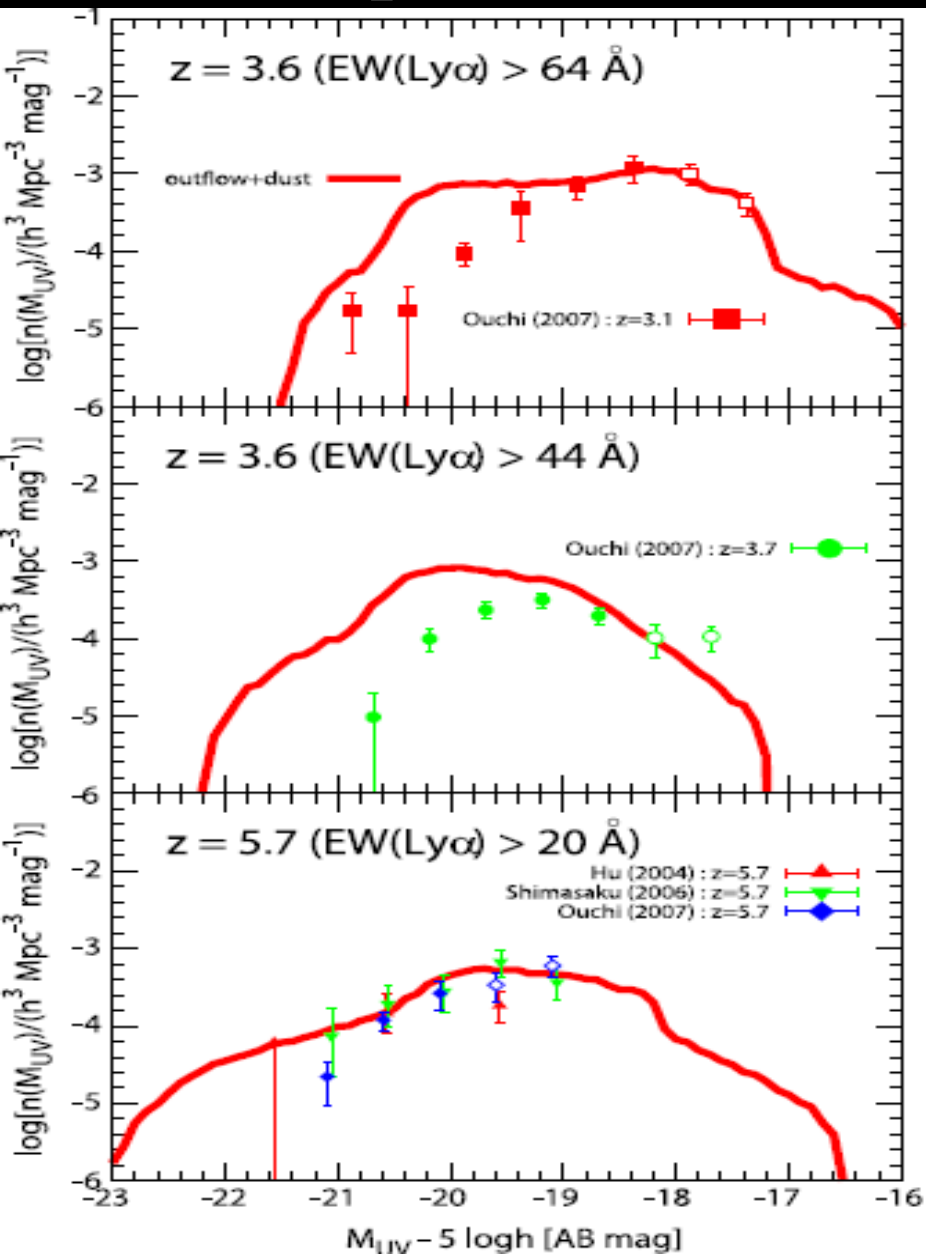 z = 3.6 (EW(Lyα) > 64 Å)
outflow+dust
Ouchi (2007) : z=3.1
log[n(M_UV)/(h³ Mpc⁻³ mag⁻¹)]
−1
−2
−3
−4
−5
−6
z = 3.6 (EW(Lyα) > 44 Å)
Ouchi (2007) : z=3.7
log[n(M_UV)/(h³ Mpc⁻³ mag⁻¹)]
−2
−3
−4
−5
−6
z = 5.7 (EW(Lyα) > 20 Å)
Hu (2004) : z=5.7
Shimasaku (2006) : z=5.7
Ouchi (2007) : z=5.7
log[n(M_UV)/(h³ Mpc⁻³ mag⁻¹)]
−2
−3
−4
−5
−6
−23 −22 −21 −20 −19 −18 −17 −16
M_UV − 5 logh [AB mag]